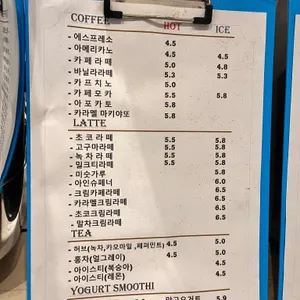 COFFEE HOT ICE
- 에스프레소 4.5
- 아메리카노 4.5 4.5
- 카 페 라 떼 5.0 4.8
- 바닐라라떼 5.3 5.3
- 카 푸 치 노 5.0
- 카 페 모 카 5.8 5.8
- 아 포 카 토 5.8
- 카라멜 마키아또 5.8
LATTE
- 초 코 라 떼 5.5 5.8
- 고구마라떼 5.5 5.8
- 녹 차 라 떼 5.5 5.8
- 밀크티라떼 5.5 5.8
- 미숫가루 5.8
- 아인슈페너 6.0
- 크림카페라떼 6.0
- 카라멜크림라떼 6.5
- 초코크림라떼 6.5
- 말차크림라떼 6.5
TEA
- 허브(녹차,카모마일,페퍼민트) 4.5 5.0
- 홍차(얼그레이) 4.5 5.0
- 아이스티(복숭아) 4.5
- 아이스티(레몬) 4.5
YOGURT SMOOTHI
망고요거트 5.9